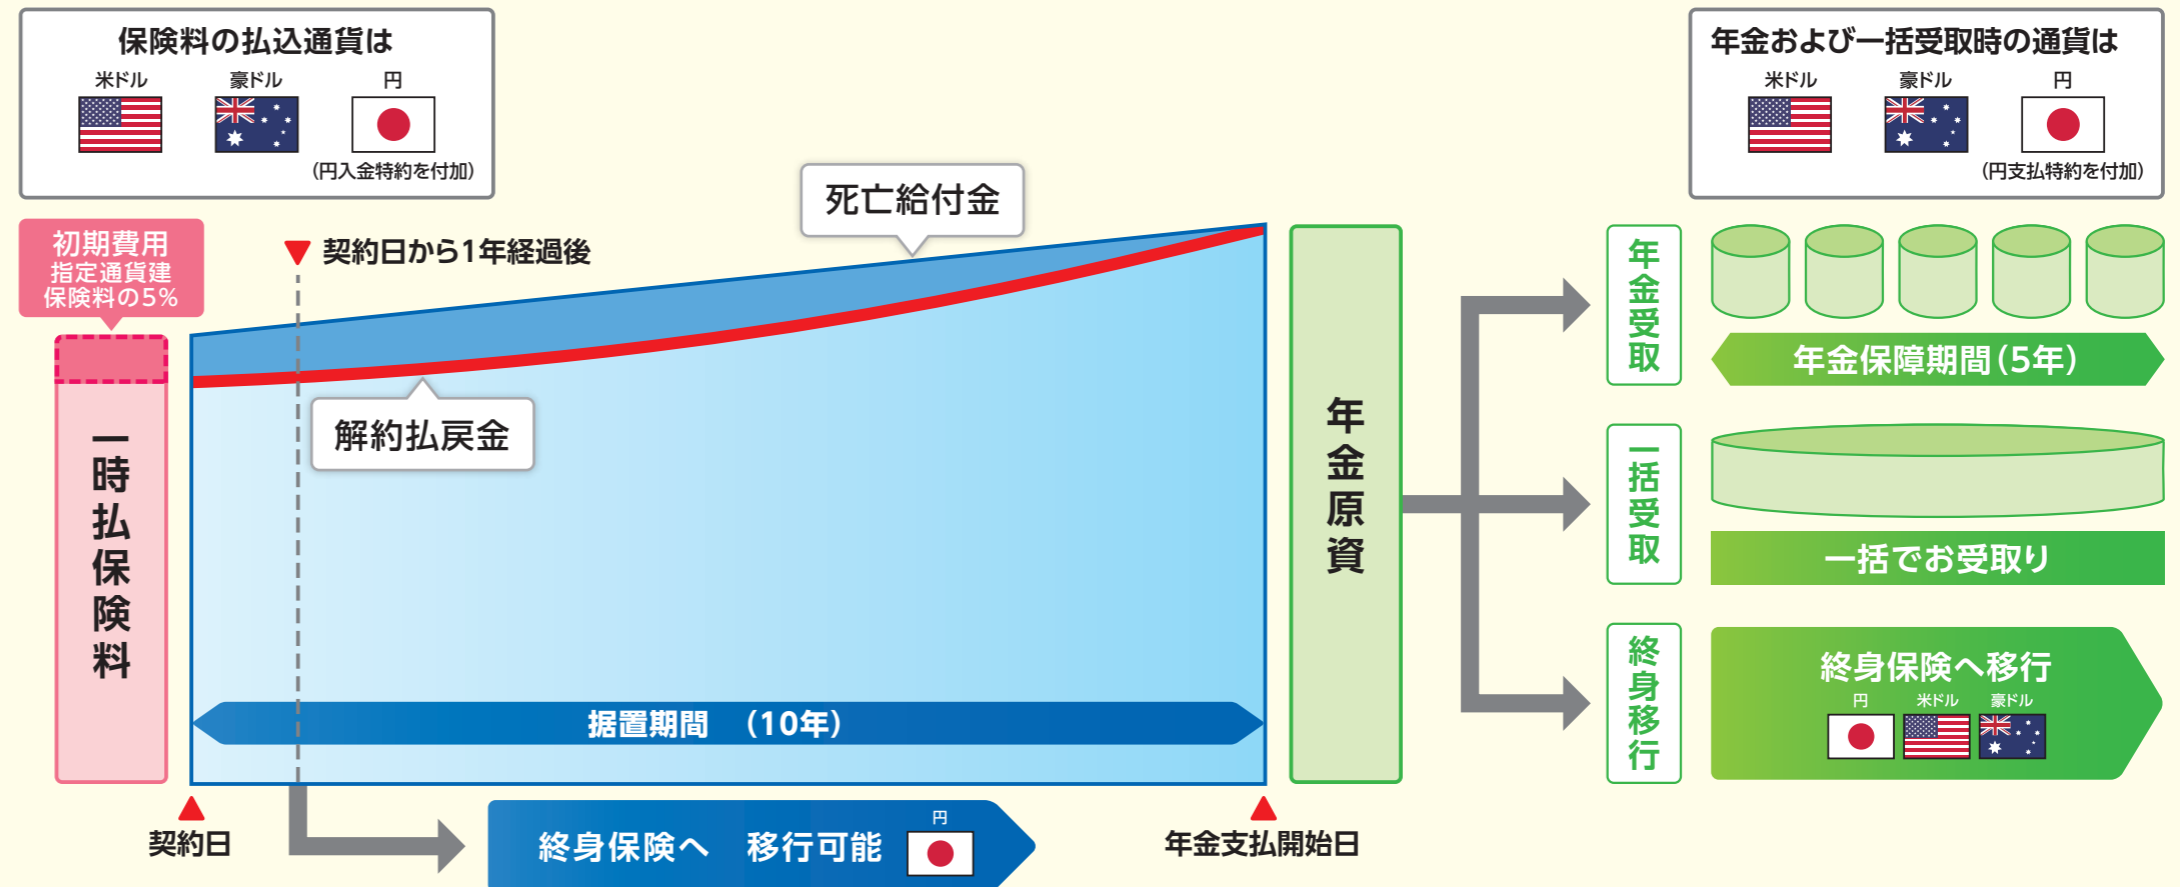 保険料の払込通貨は
米ドル 豪ドル 円
(円入金特約を付加)
年金および一括受取時の通貨は
米ドル 豪ドル 円
(円支払特約を付加)
初期費用
指定通貨建
保険料の5%
一時払保険料
契約日から1年経過後
死亡給付金
解約払戻金
据置期間 (10年)
契約日
終身保険へ 移行可能 円
年金支払開始日
年金原資
年金受取
年金保障期間(5年)
一括受取
一括でお受取り
終身移行
終身保険へ移行
円 米ドル 豪ドル